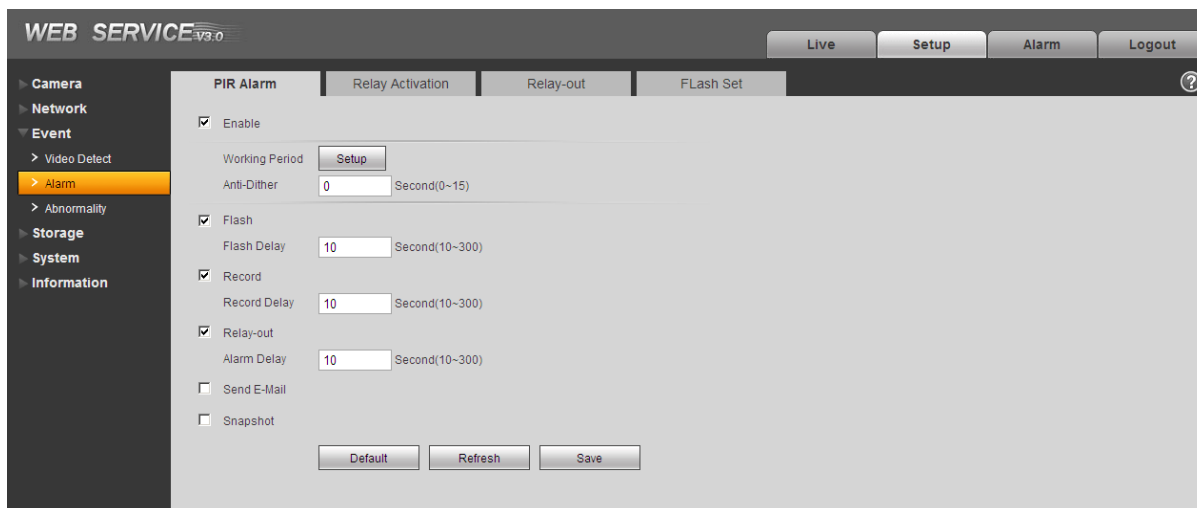 WEB SERVICE V3.0
Live Setup Alarm Logout
Camera
Network
Event
> Video Detect
> Alarm
> Abnormality
Storage
System
Information
PIR Alarm Relay Activation Relay-out FLash Set ?
Enable
Working Period Setup
Anti-Dither 0 Second(0~15)
Flash
Flash Delay 10 Second(10~300)
Record
Record Delay 10 Second(10~300)
Relay-out
Alarm Delay 10 Second(10~300)
Send E-Mail
Snapshot
Default Refresh Save